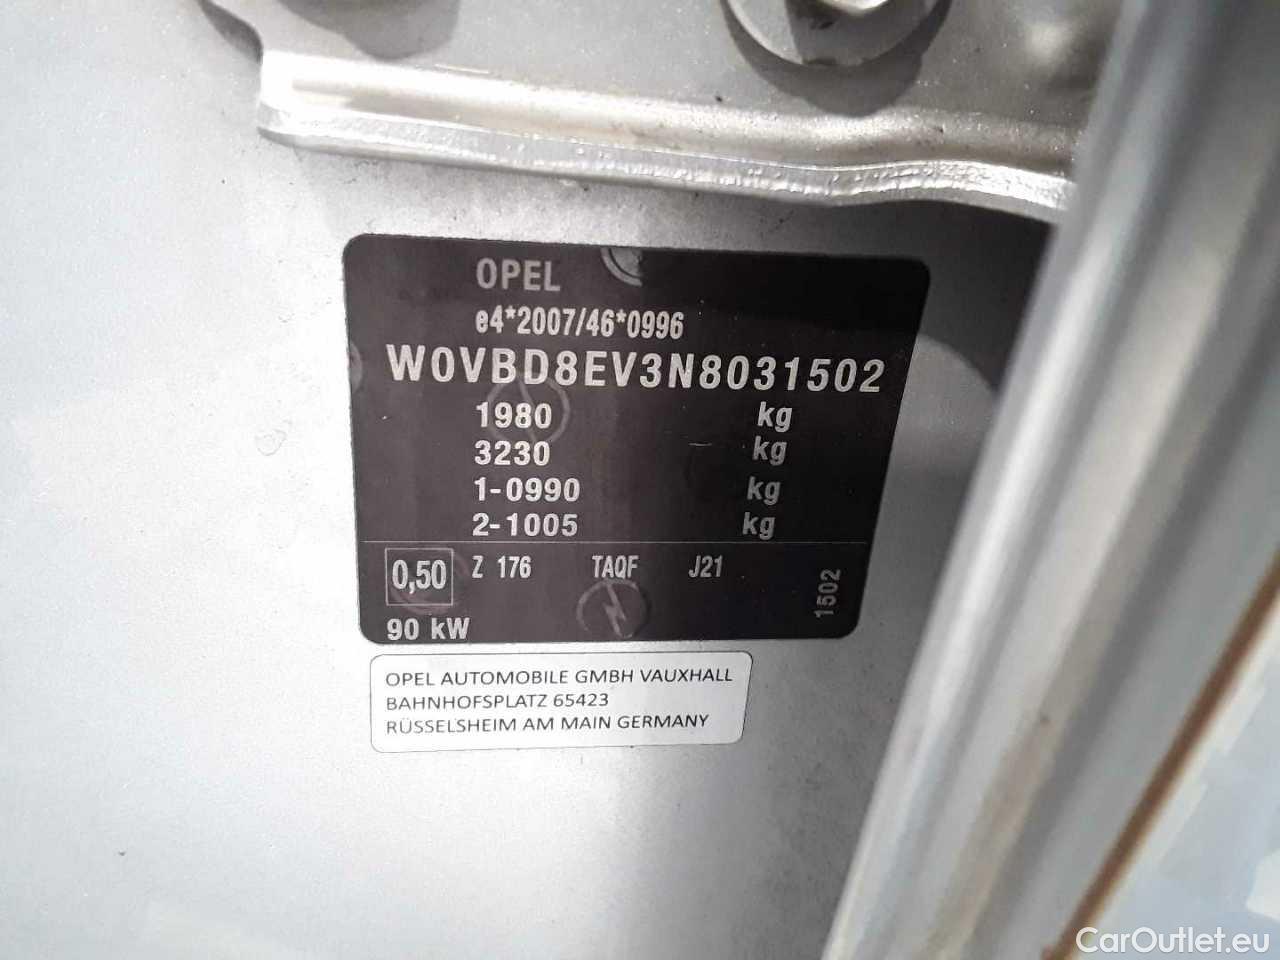 OPEL
e4*2007/46*0996
W0VBD8EV3N8031502
1980 kg
3230 kg
1-0990 kg
2-1005 kg
0,50 Z 176 TAQF J21
1502
90 kW
OPEL AUTOMOBILE GMBH VAUXHALL
BAHNHOFSPLATZ 65423
RÜSSELSHEIM AM MAIN GERMANY
CarOutlet.eu